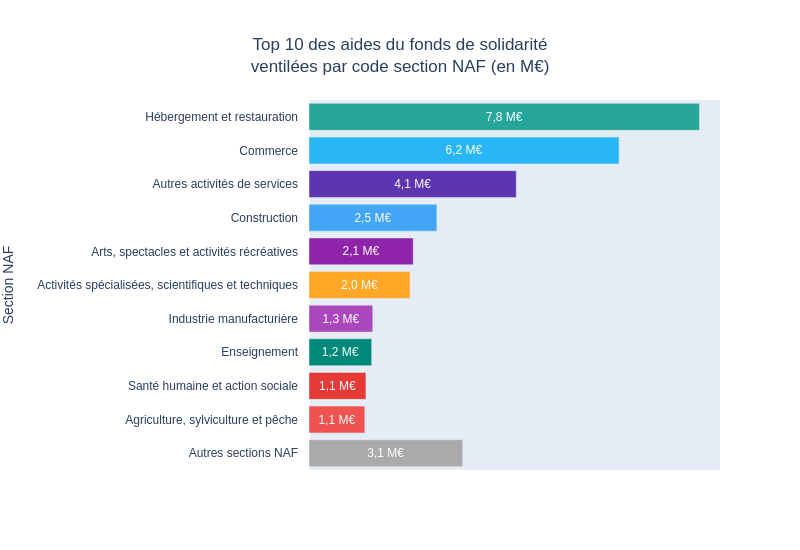 Top 10 des aides du fonds de solidarité
ventilées par code section NAF (en M€)
Section NAF
Hébergement et restauration 7,8 M€
Commerce 6,2 M€
Autres activités de services 4,1 M€
Construction 2,5 M€
Arts, spectacles et activités récréatives 2,1 M€
Activités spécialisées, scientifiques et techniques 2,0 M€
Industrie manufacturière 1,3 M€
Enseignement 1,2 M€
Santé humaine et action sociale 1,1 M€
Agriculture, sylviculture et pêche 1,1 M€
Autres sections NAF 3,1 M€